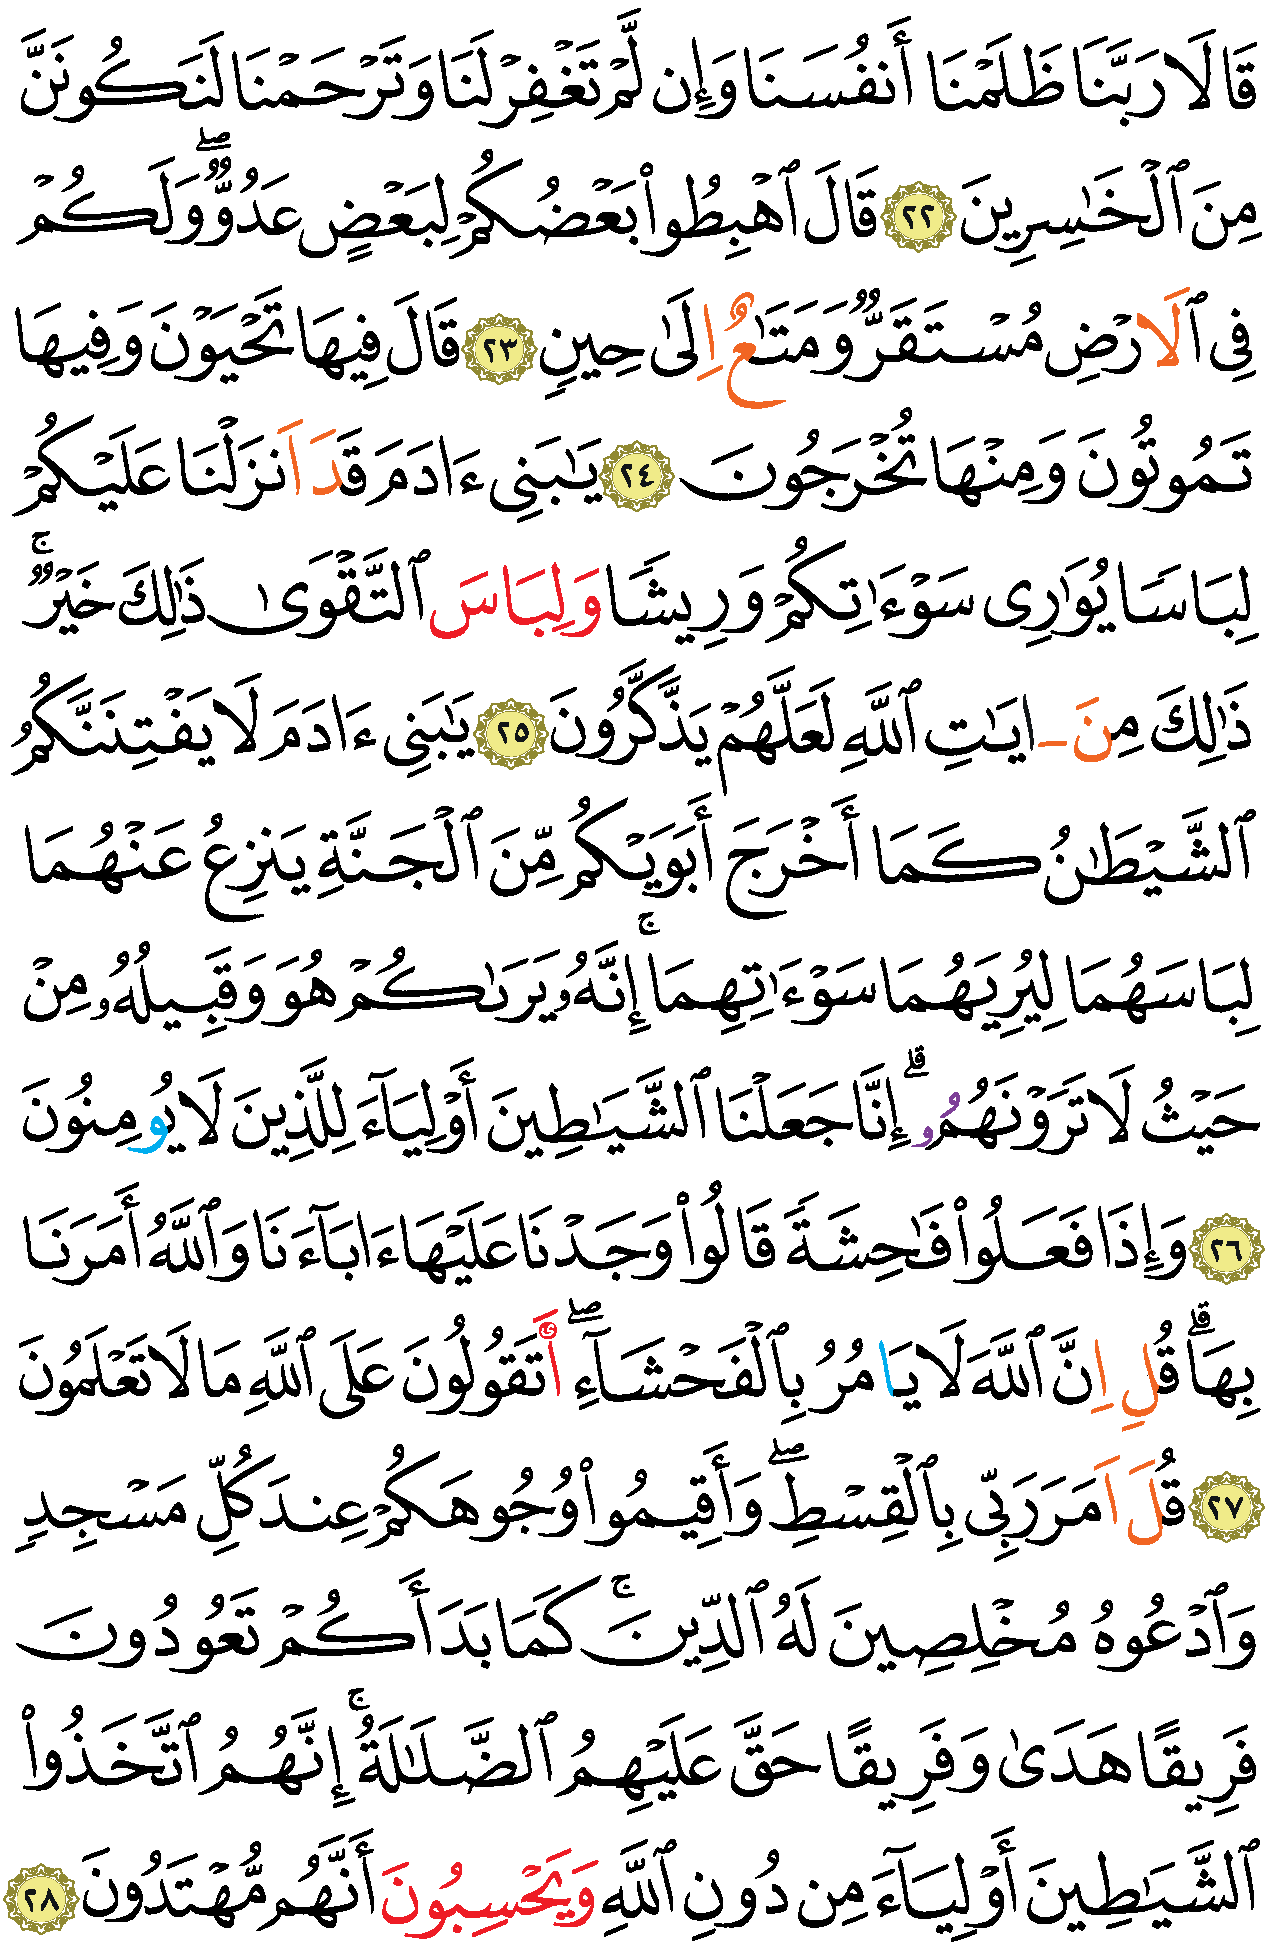 قَالَا رَبَّنَا ظَلَمْنَا أَنفُسَنَا وَإِن لَّمْ تَغْفِرْ لَنَا وَتَرْحَمْنَا لَنَكُونَنَّ
مِنَ ٱلْخَٰسِرِينَ ٢٢ قَالَ ٱهْبِطُواْ بَعْضُكُمْ لِبَعْضٍ عَدُوٌّۖ وَلَكُمْ
فِى ٱلَارْضِ مُسْتَقَرٌّ وَمَتَٰعٌ اِلَىٰ حِينٍ ٢٣ قَالَ فِيهَا تَحْيَوْنَ وَفِيهَا
تَمُوتُونَ وَمِنْهَا تُخْرَجُونَ ٢٤ يَٰبَنِى ءَادَمَ قَدَ اَنزَلْنَا عَلَيْكُمْ
لِبَاسًا يُوَٰرِى سَوْءَٰتِكُمْ وَرِيشًا وَلِبَاسَ ٱلتَّقْوَىٰ ذَٰلِكَ خَيْرٌۚ
ذَٰلِكَ مِنَ ـ ايَٰتِ ٱللَّهِ لَعَلَّهُمْ يَذَّكَّرُونَ ٢٥ يَٰبَنِى ءَادَمَ لَا يَفْتِنَنَّكُمُ
ٱلشَّيْطَٰنُ كَمَا أَخْرَجَ أَبَوَيْكُم مِّنَ ٱلْجَنَّةِ يَنزِعُ عَنْهُمَا
لِبَاسَهُمَا لِيُرِيَهُمَا سَوْءَٰتِهِمَاۚ إِنَّهُۥ يَرَىٰكُمْ هُوَ وَقَبِيلُهُۥ مِنْ
حَيْثُ لَا تَرَوْنَهُمُۥۗ إِنَّا جَعَلْنَا ٱلشَّيَٰطِينَ أَوْلِيَآءَ لِلَّذِينَ لَا يُومِنُونَ
٢٦ وَإِذَا فَعَلُواْ فَٰحِشَةً قَالُواْ وَجَدْنَا عَلَيْهَا ءَابَآءَنَا وَٱللَّهُ أَمَرَنَا
بِهَاۗ قُلِ اِنَّ ٱللَّهَ لَا يَامُرُ بِٱلْفَحْشَآءِۖ أَتَقُولُونَ عَلَى ٱللَّهِ مَا لَا تَعْلَمُونَ
٢٧ قُلَ اَمَرَ رَبِّى بِٱلْقِسْطِۖ وَأَقِيمُواْ وُجُوهَكُمْ عِندَ كُلِّ مَسْجِدٍ
وَٱدْعُوهُ مُخْلِصِينَ لَهُ ٱلدِّينَۚ كَمَا بَدَأَكُمْ تَعُودُونَ
فَرِيقًا هَدَىٰ وَفَرِيقًا حَقَّ عَلَيْهِمُ ٱلضَّلَٰلَةُۚ إِنَّهُمُ ٱتَّخَذُواْ
ٱلشَّيَٰطِينَ أَوْلِيَآءَ مِن دُونِ ٱللَّهِ وَيَحْسِبُونَ أَنَّهُم مُّهْتَدُونَ ٢٨